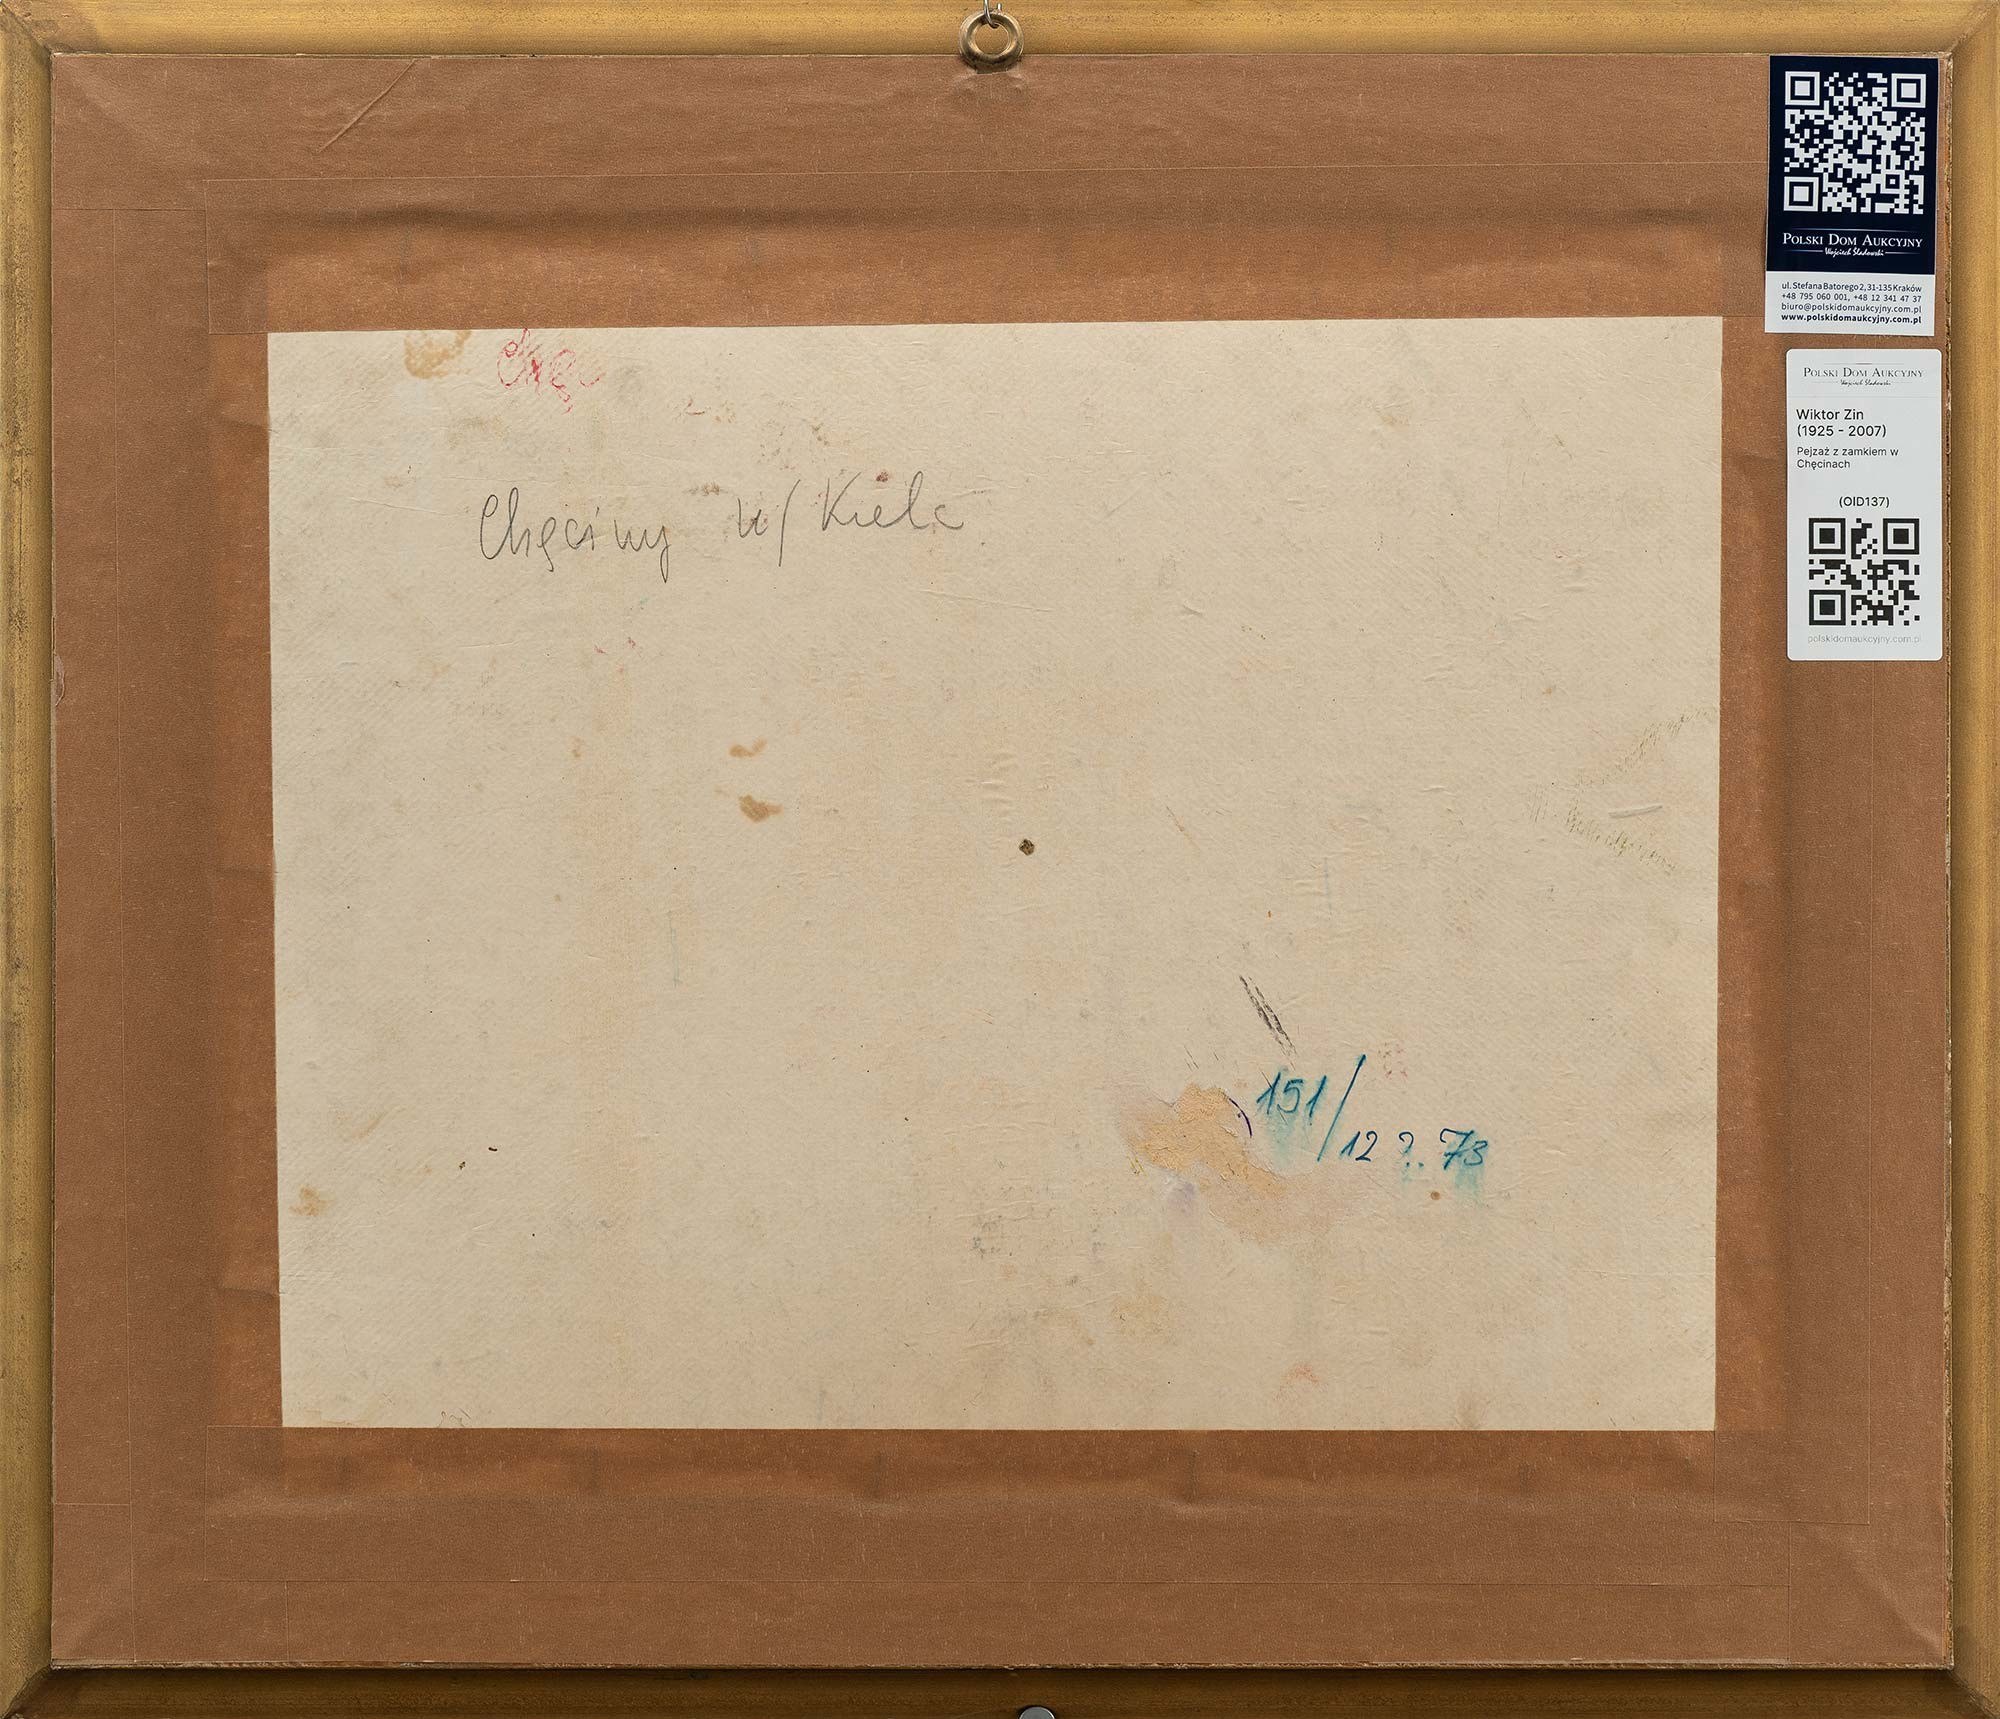 Chęc
Chęciny k/ Kielc
151/
12 2. 73
POLSKI DOM AUKCYJNY
Wojciech Śladowski
ul. Stefana Batorego 2, 31-135 Kraków
+48 795 060 001, +48 12 341 47 37
biuro@polskidomaukcyjny.com.pl
www.polskidomaukcyjny.com.pl
POLSKI DOM AUKCYJNY
Wojciech Śladowski
Wiktor Zin
(1925 - 2007)
Pejzaż z zamkiem w
Chęcinach
(OID137)
polskidomaukcyjny.com.pl